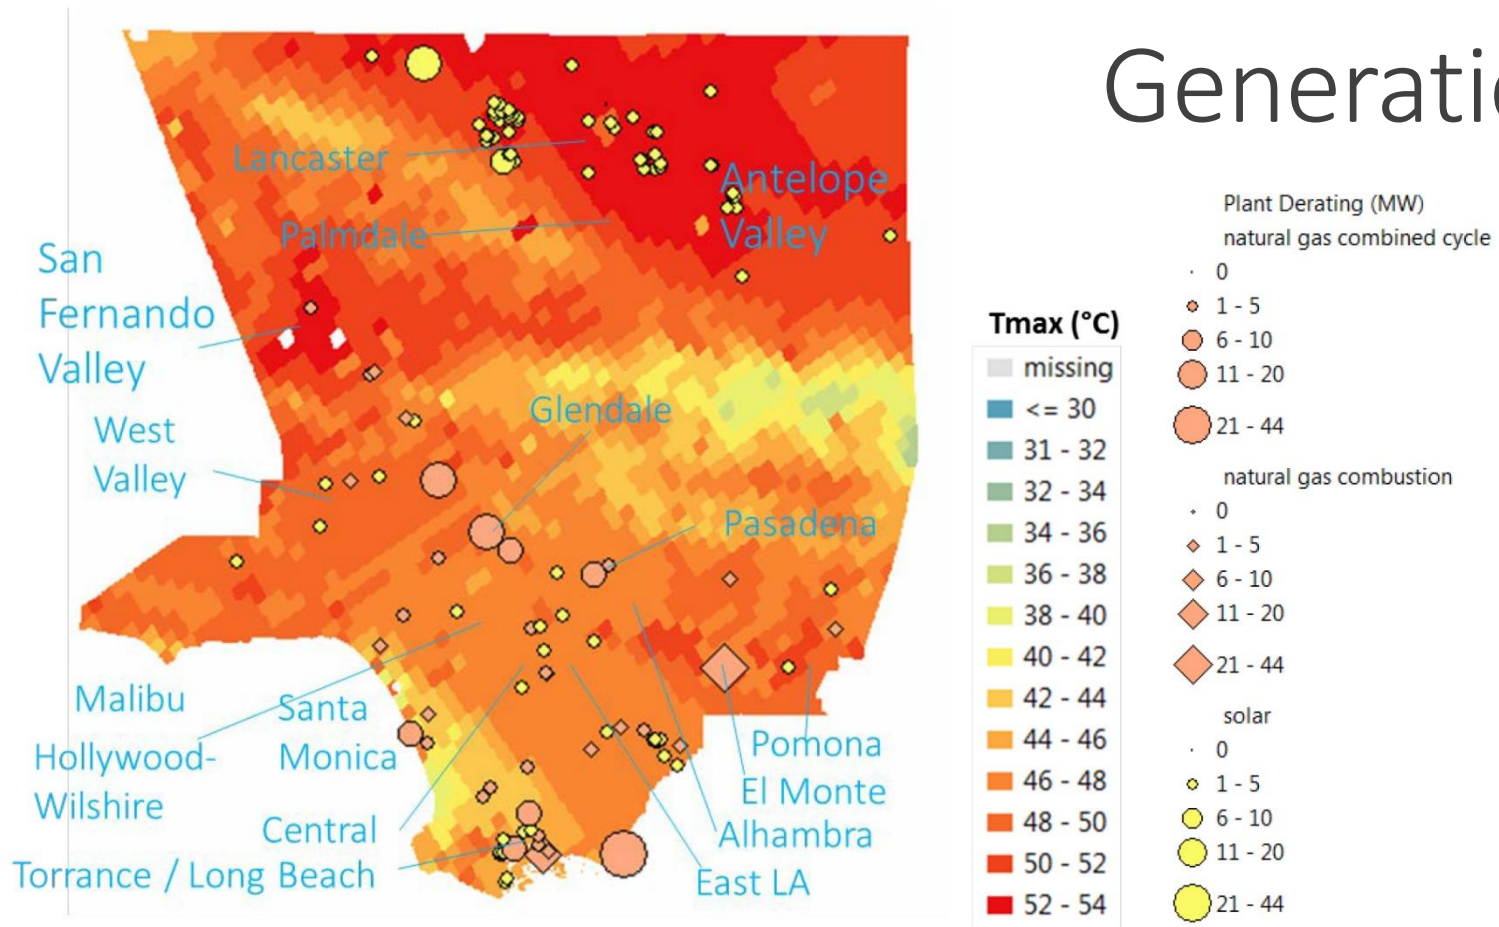 Generatio
Lancaster
Antelope
Valley
Palmdale
San
Fernando
Valley
West
Valley
Glendale
Pasadena
Malibu
Hollywood-
Wilshire
Santa
Monica
Central
Torrance / Long Beach
Pomona
El Monte
Alhambra
East LA
Tmax (°C)
missing
<= 30
31 - 32
32 - 34
34 - 36
36 - 38
38 - 40
40 - 42
42 - 44
44 - 46
46 - 48
48 - 50
50 - 52
52 - 54
Plant Derating (MW)
natural gas combined cycle
0
1 - 5
6 - 10
11 - 20
21 - 44
natural gas combustion
0
1 - 5
6 - 10
11 - 20
21 - 44
solar
0
1 - 5
6 - 10
11 - 20
21 - 44